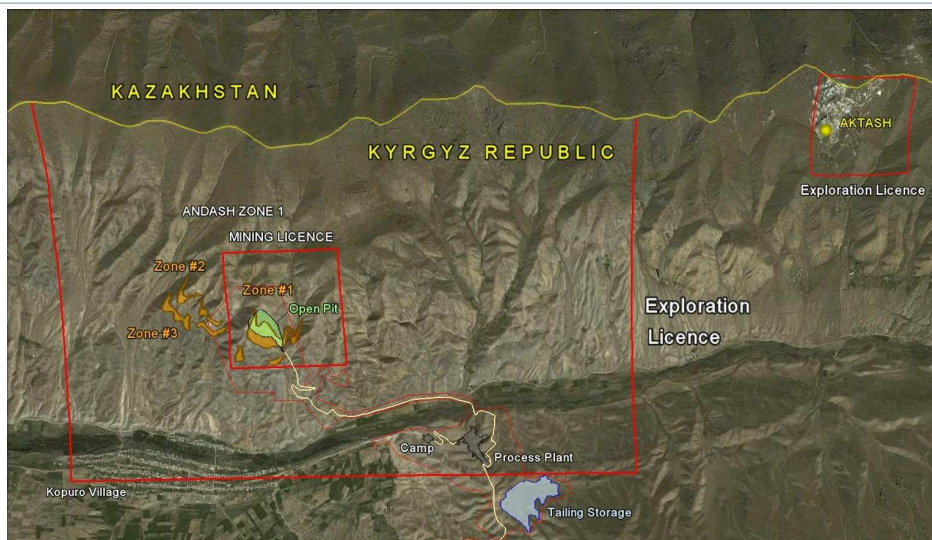 KAZAKHSTAN
KYRGYZ REPUBLIC
AKTASH
Exploration Licence
ANDASH ZONE 1
MINING LICENCE
Zone #2
Zone #1
Open Pit
Zone #3
Exploration
Licence
Camp
Process Plant
Kopuro Village
Tailing Storage